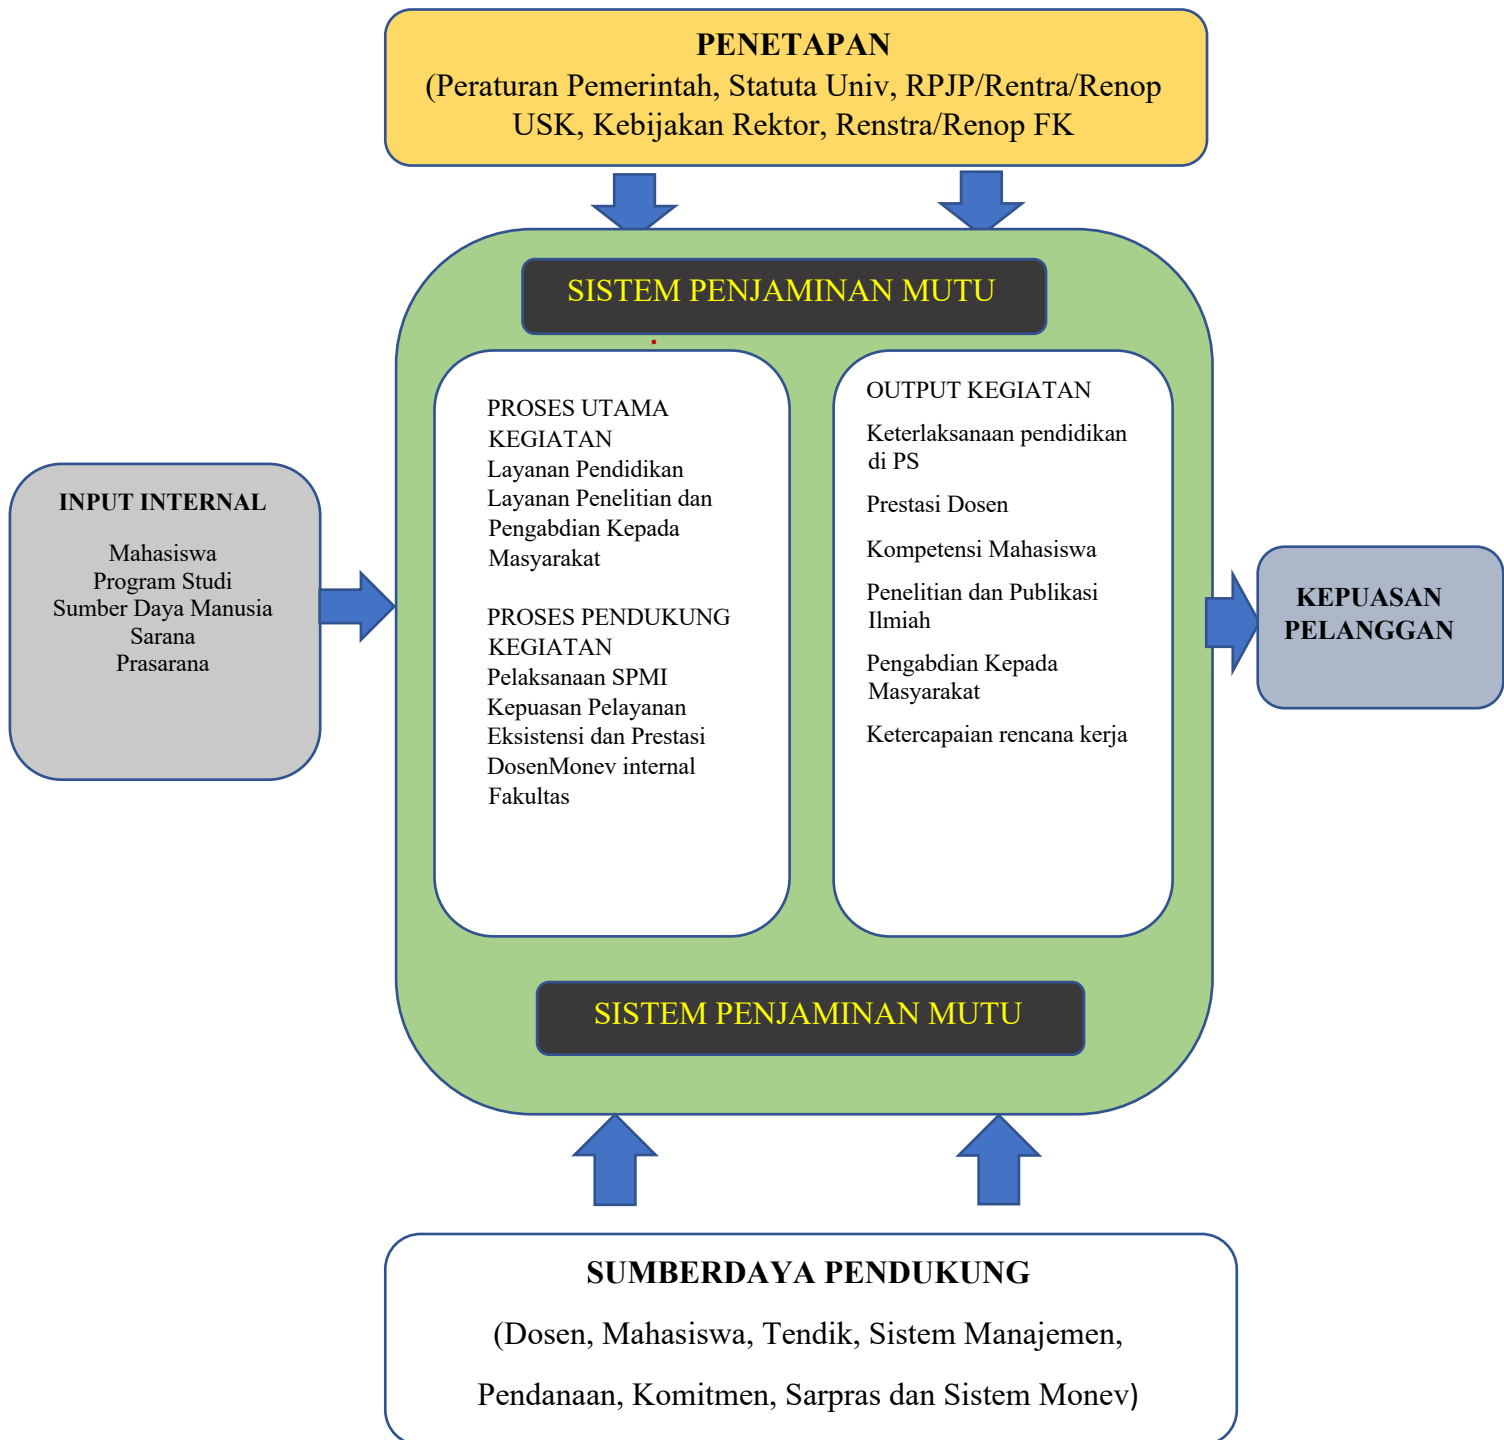 PENETAPAN
(Peraturan Pemerintah, Statuta Univ, RPJP/Rentra/Renop
USK, Kebijakan Rektor, Renstra/Renop FK
SISTEM PENJAMINAN MUTU
INPUT INTERNAL
Mahasiswa
Program Studi
Sumber Daya Manusia
Sarana
Prasarana
PROSES UTAMA
KEGIATAN
Layanan Pendidikan
Layanan Penelitian dan
Pengabdian Kepada
Masyarakat
PROSES PENDUKUNG
KEGIATAN
Pelaksanaan SPMI
Kepuasan Pelayanan
Eksistensi dan Prestasi
DosenMonev internal
Fakultas
OUTPUT KEGIATAN
Keterlaksanaan pendidikan
di PS
Prestasi Dosen
Kompetensi Mahasiswa
Penelitian dan Publikasi
Ilmiah
Pengabdian Kepada
Masyarakat
Ketercapaian rencana kerja
KEPUASAN
PELANGGAN
SISTEM PENJAMINAN MUTU
SUMBERDAYA PENDUKUNG
(Dosen, Mahasiswa, Tendik, Sistem Manajemen,
Pendanaan, Komitmen, Sarpras dan Sistem Monev)